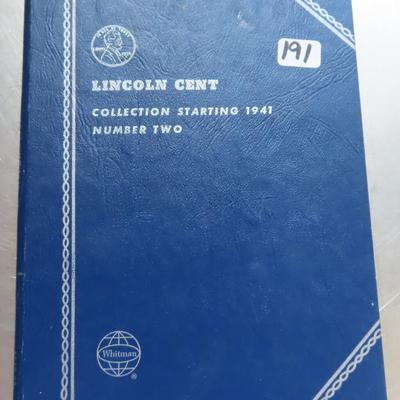 191
LINCOLN CENT
COLLECTION STARTING 1941
NUMBER TWO
Whitman
®